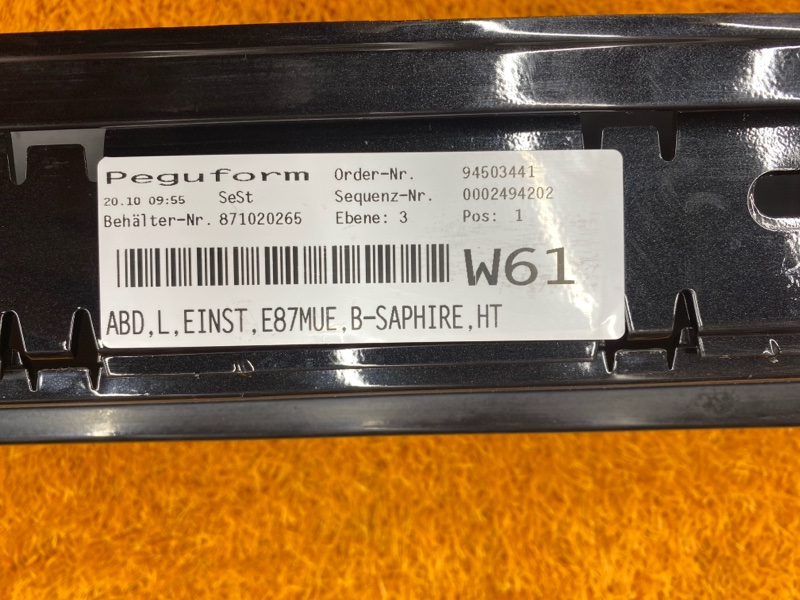 Peguform Order-Nr. 94503441
20.10 09:55 SeSt Sequenz-Nr. 0002494202
Behälter-Nr. 871020265 Ebene: 3 Pos: 1
W61
ABD,L,EINST,E87MUE,B-SAPHIRE,HT